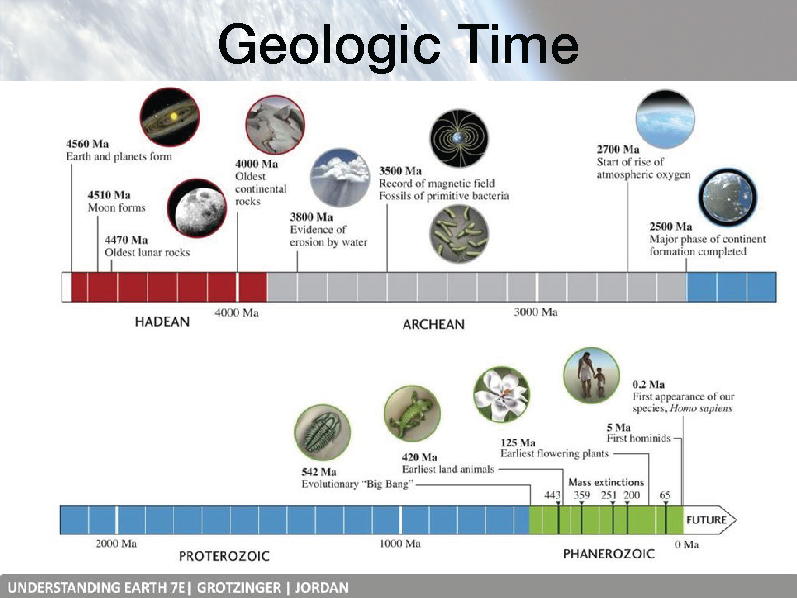 Geologic Time
4560 Ma
Earth and planets form
4510 Ma
Moon forms
4470 Ma
Oldest lunar rocks
4000 Ma
Oldest
continental
rocks
3800 Ma
Evidence of
erosion by water
3500 Ma
Record of magnetic field
Fossils of primitive bacteria
2700 Ma
Start of rise of
atmospheric oxygen
2500 Ma
Major phase of continent
formation completed
HADEAN
4000 Ma
ARCHEAN
3000 Ma
542 Ma
Evolutionary “Big Bang”
420 Ma
Earliest land animals
125 Ma
Earliest flowering plants
5 Ma
First hominids
0.2 Ma
First appearance of our
species, Homo sapiens
Mass extinctions
443 359 251 200 65
FUTURE
2000 Ma
PROTEROZOIC
1000 Ma
PHANEROZOIC
0 Ma
UNDERSTANDING EARTH 7E| GROTZINGER | JORDAN